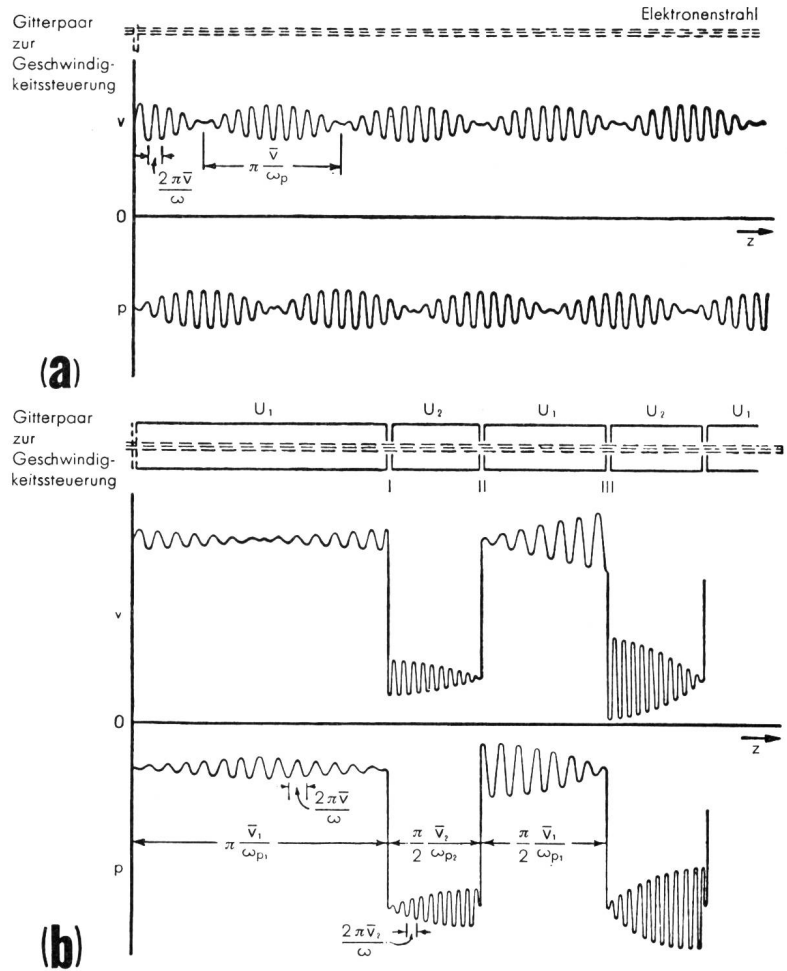 Gitterpaar
zur
Geschwindig-
keitssteuerung
Elektronenstrahl
v
2πv̄/ω
π v̄/ωp
0
z
p
(a)
Gitterpaar
zur
Geschwindig-
keitssteuerung
U₁ U₂ U₁ U₂ U₁
I II III
v
0
z
2πv̄/ω
π v̄₁/ωp₁
π/2 v̄₂/ωp₂
π/2 v̄₁/ωp₁
p
2πv̄₂/ω
(b)